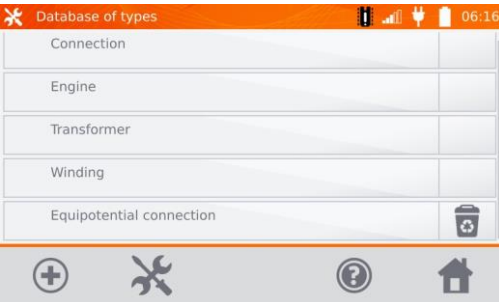 Database of types 06:16
Connection
Engine
Transformer
Winding
Equipotential connection